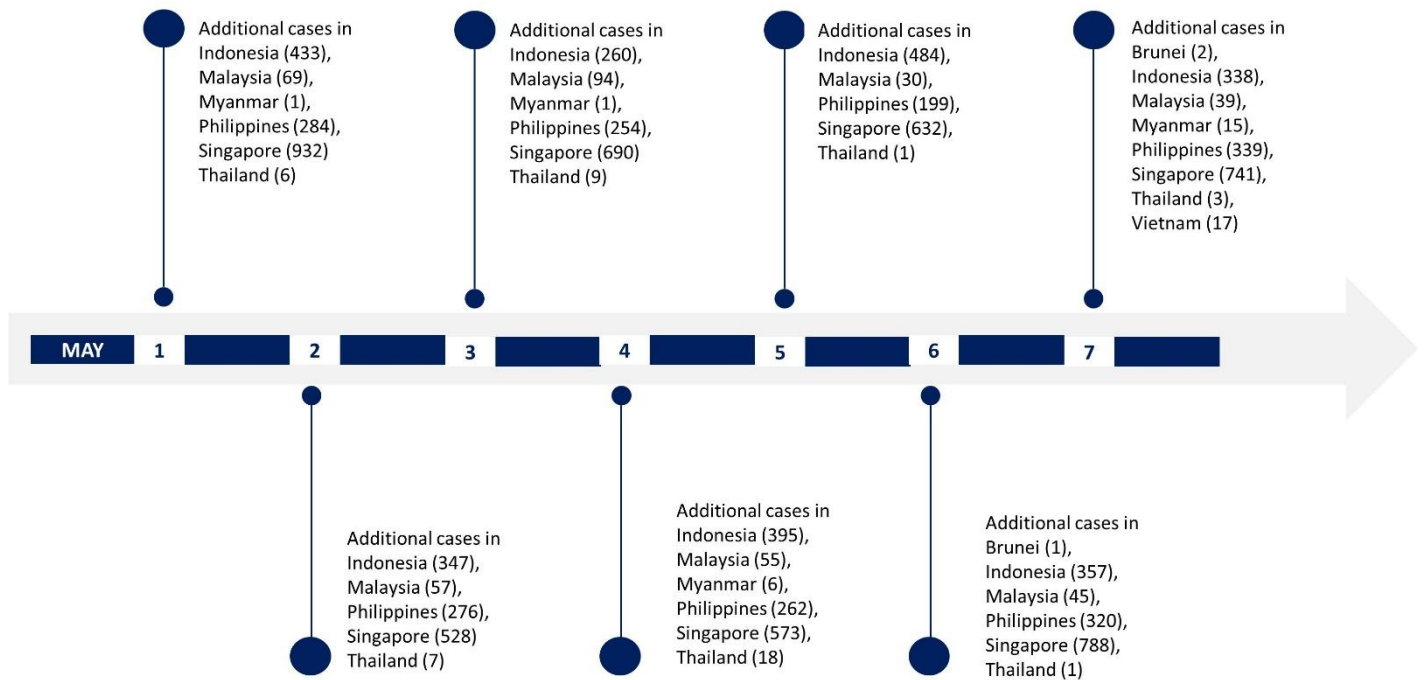 Additional cases in
Indonesia (433),
Malaysia (69),
Myanmar (1),
Philippines (284),
Singapore (932)
Thailand (6)
Additional cases in
Indonesia (260),
Malaysia (94),
Myanmar (1),
Philippines (254),
Singapore (690)
Thailand (9)
Additional cases in
Indonesia (484),
Malaysia (30),
Philippines (199),
Singapore (632),
Thailand (1)
Additional cases in
Brunei (2),
Indonesia (338),
Malaysia (39),
Myanmar (15),
Philippines (339),
Singapore (741),
Thailand (3),
Vietnam (17)
MAY 1 2 3 4 5 6 7
Additional cases in
Indonesia (347),
Malaysia (57),
Philippines (276),
Singapore (528)
Thailand (7)
Additional cases in
Indonesia (395),
Malaysia (55),
Myanmar (6),
Philippines (262),
Singapore (573),
Thailand (18)
Additional cases in
Brunei (1),
Indonesia (357),
Malaysia (45),
Philippines (320),
Singapore (788),
Thailand (1)